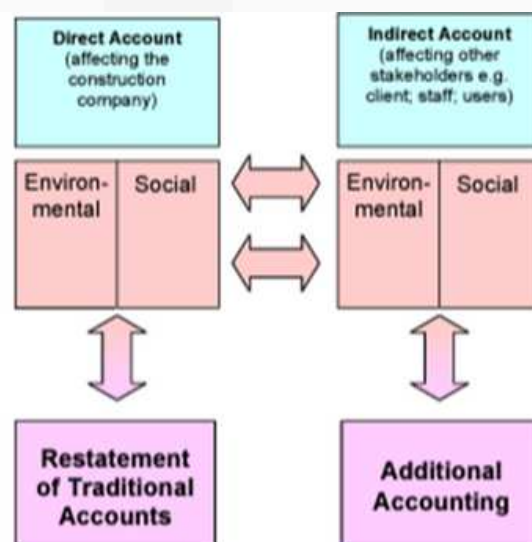 Direct Account
(affecting the
construction
company)
Indirect Account
(affecting other
stakeholders e.g.
client; staff; users)
Environ-
mental
Social
Environ-
mental
Social
Restatement
of Traditional
Accounts
Additional
Accounting